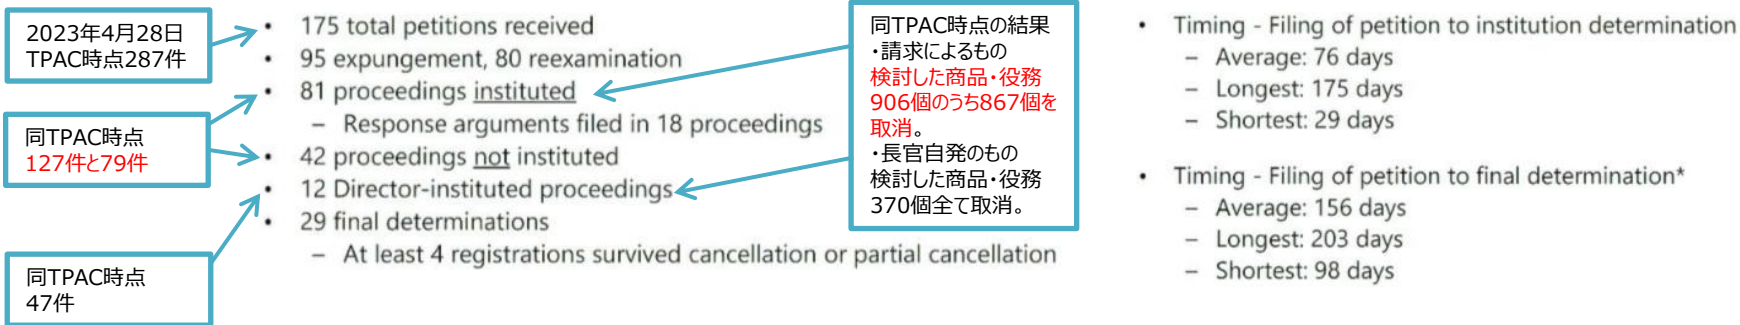 2023年4月28日
TPAC時点287件
同TPAC時点
127件と79件
同TPAC時点
47件
• 175 total petitions received
• 95 expungement, 80 reexamination
• 81 proceedings instituted
– Response arguments filed in 18 proceedings
• 42 proceedings not instituted
• 12 Director-instituted proceedings
• 29 final determinations
– At least 4 registrations survived cancellation or partial cancellation
同TPAC時点の結果
・請求によるもの
検討した商品・役務
906個のうち867個を
取消。
・長官自発のもの
検討した商品・役務
370個全て取消。
• Timing - Filing of petition to institution determination
– Average: 76 days
– Longest: 175 days
– Shortest: 29 days
• Timing - Filing of petition to final determination*
– Average: 156 days
– Longest: 203 days
– Shortest: 98 days